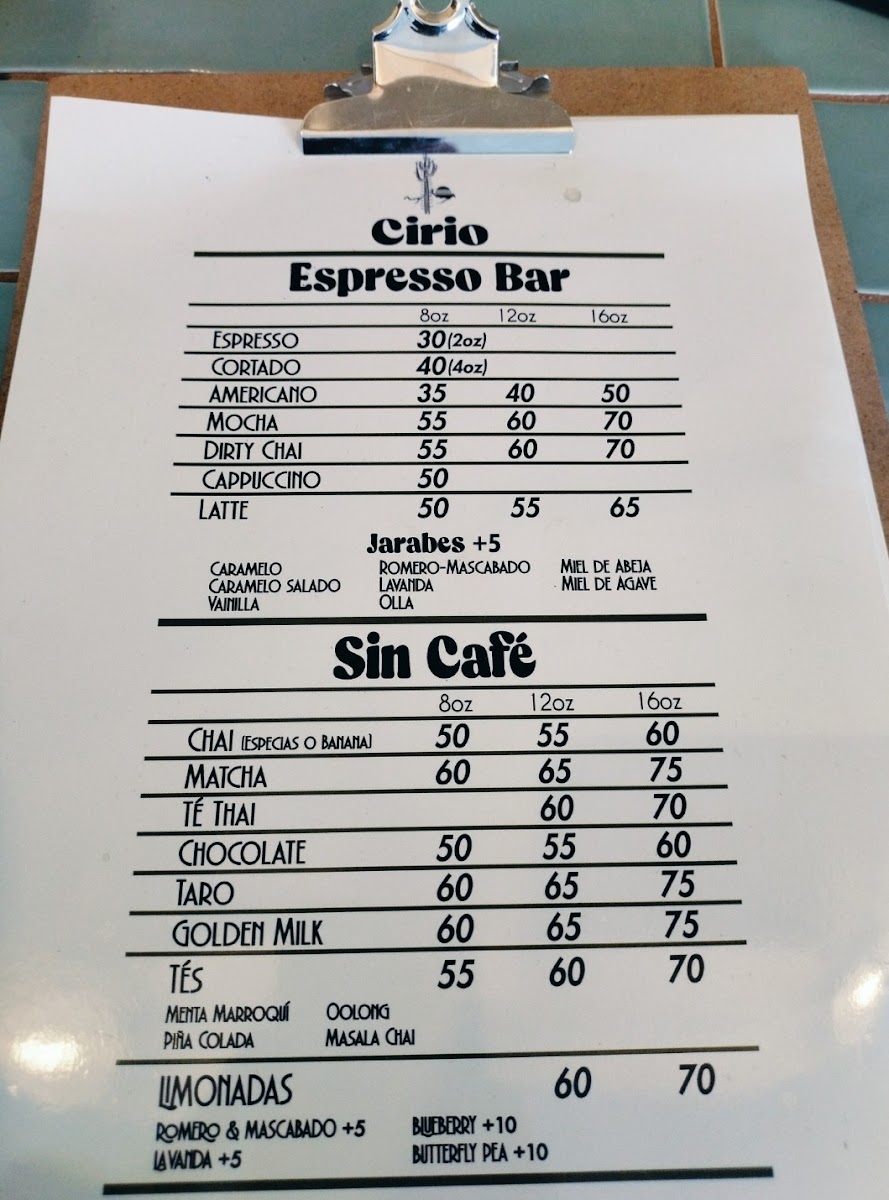 Cirio
Espresso Bar
8oz 12oz 16oz
ESPRESSO 30(2oz)
CORTADO 40(4oz)
AMERICANO 35 40 50
MOCHA 55 60 70
DIRTY CHAI 55 60 70
CAPPUCCINO 50
LATTE 50 55 65
Jarabes +5
CARAMELO ROMERO-MASCABADO MIEL DE ABEJA
CARAMELO SALADO LAVANDA MIEL DE AGAVE
VAINILLA OLLA
Sin Café
8oz 12oz 16oz
CHAI (ESPECIAS O BANANA) 50 55 60
MATCHA 60 65 75
TÉ THAI 60 70
CHOCOLATE 50 55 60
TARO 60 65 75
GOLDEN MILK 60 65 75
TÉS 55 60 70
MENTA MARROQUÍ OOLONG
PIÑA COLADA MASALA CHAI
LIMONADAS 60 70
ROMERO & MASCABADO +5 BLUEBERRY +10
LAVANDA +5 BUTTERFLY PEA +10